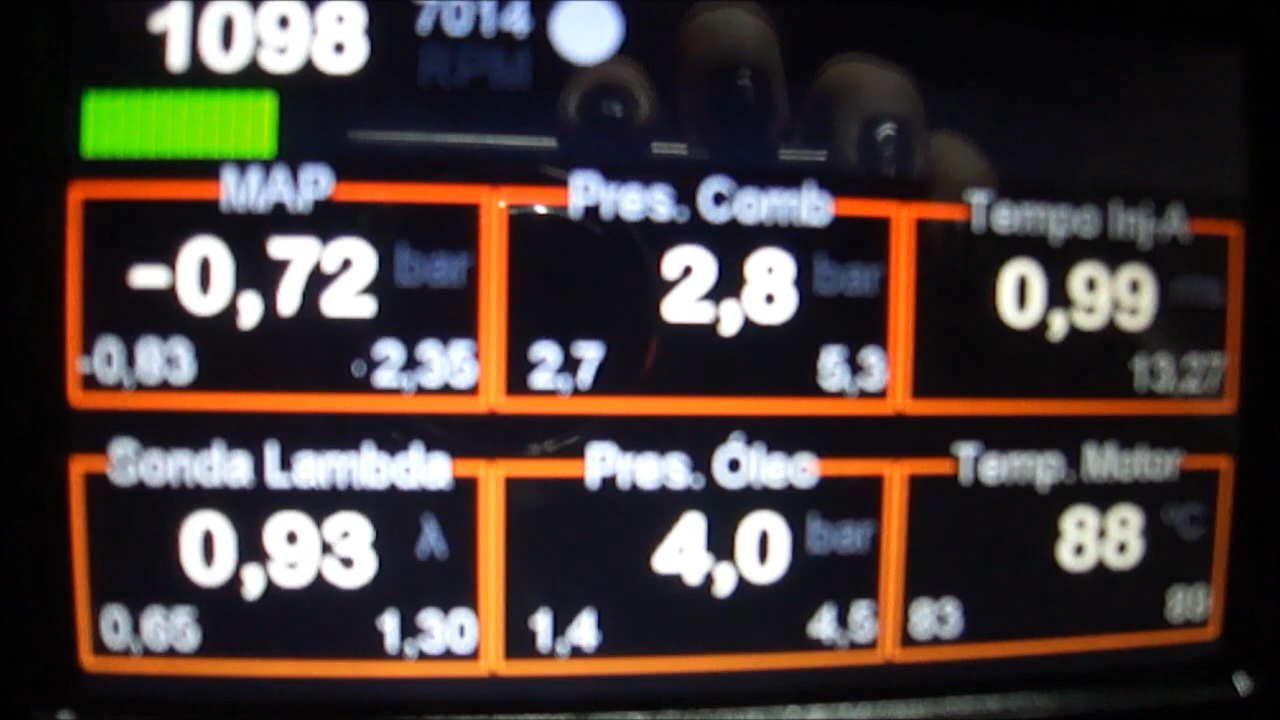 1098 7014
RPM
MAP
-0,72 bar
-0,83 2,35
Pres. Comb
2,8 bar
2,7 5,3
Tempo Inj.A
0,99
13,27
Sonda Lambda
0,93 λ
0,65 1,30
Pres. Óleo
4,0 bar
1,4 4,5
Temp. Motor
88 °C
83 89